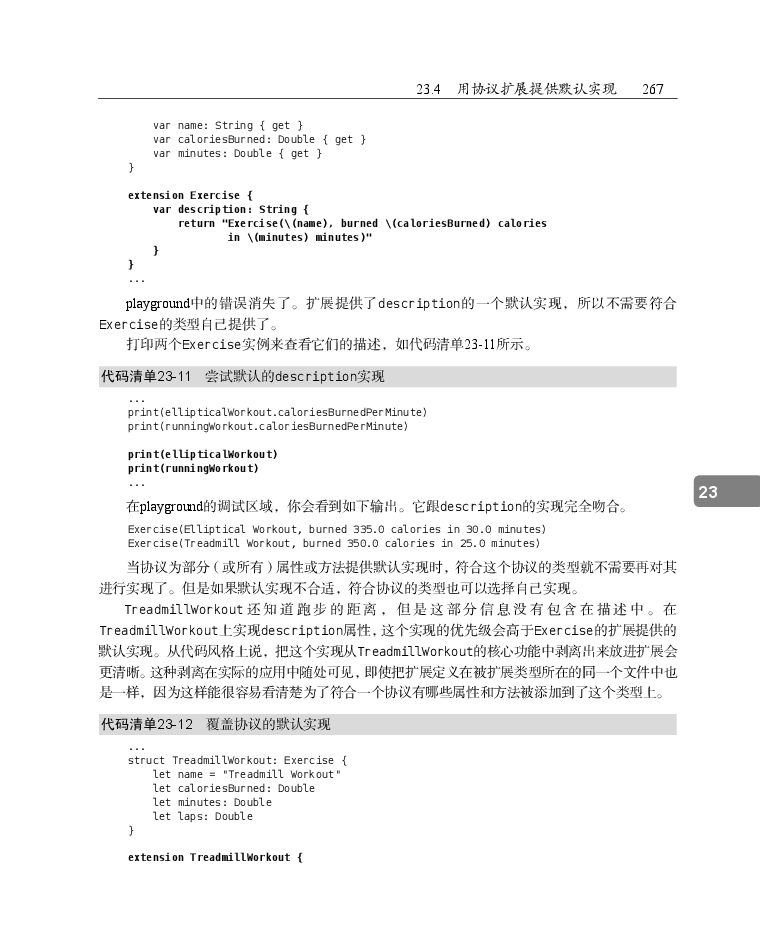 23.4 用协议扩展提供默认实现 267
var name: String { get }
var caloriesBurned: Double { get }
var minutes: Double { get }
}
extension Exercise {
var description: String {
return "Exercise(\(name), burned \(caloriesBurned) calories
in \(minutes) minutes)"
}
}
...
playground中的错误消失了。扩展提供了description的一个默认实现，所以不需要符合
Exercise的类型自己提供了。
打印两个Exercise实例来查看它们的描述，如代码清单23-11所示。
代码清单23-11 尝试默认的description实现
...
print(ellipticalWorkout.caloriesBurnedPerMinute)
print(runningWorkout.caloriesBurnedPerMinute)
print(ellipticalWorkout)
print(runningWorkout)
...
在playground的调试区域，你会看到如下输出。它跟description的实现完全吻合。
23
Exercise(Elliptical Workout, burned 335.0 calories in 30.0 minutes)
Exercise(Treadmill Workout, burned 350.0 calories in 25.0 minutes)
当协议为部分（或所有）属性或方法提供默认实现时，符合这个协议的类型就不需要再对其
进行实现了。但是如果默认实现不合适，符合协议的类型也可以选择自己实现。
TreadmillWorkout还知道跑步的距离，但是这部分信息没有包含在描述中。在
TreadmillWorkout上实现description属性，这个实现的优先级会高于Exercise的扩展提供的
默认实现。从代码风格上说，把这个实现从TreadmillWorkout的核心功能中剥离出来放进扩展会
更清晰。这种剥离在实际的应用中随处可见，即使把扩展定义在被扩展类型所在的同一个文件中也
是一样，因为这样能很容易看清楚为了符合一个协议有哪些属性和方法被添加到了这个类型上。
代码清单23-12 覆盖协议的默认实现
...
struct TreadmillWorkout: Exercise {
let name = "Treadmill Workout"
let caloriesBurned: Double
let minutes: Double
let laps: Double
}
extension TreadmillWorkout {